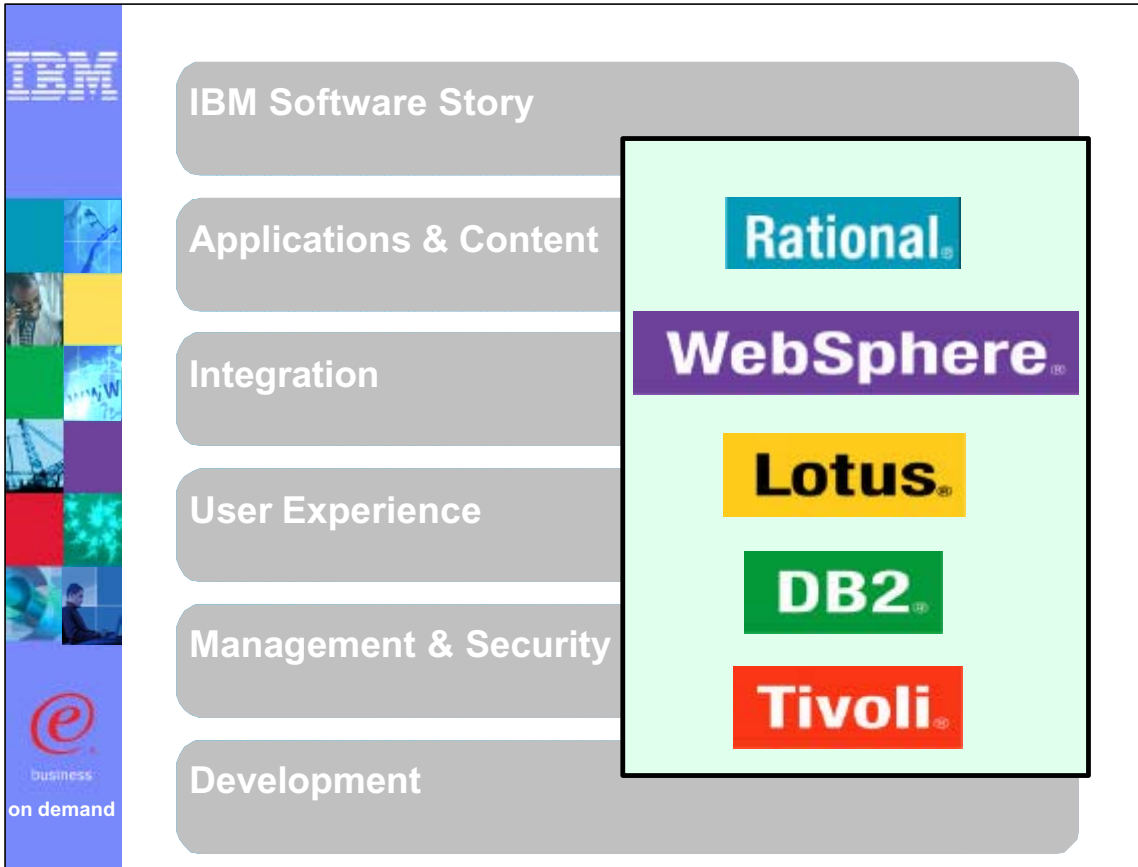 IBM
IBM Software Story
Applications & Content
Integration
User Experience
Management & Security
Development
Rational®
WebSphere®
Lotus®
DB2®
Tivoli®
e®
business
on demand